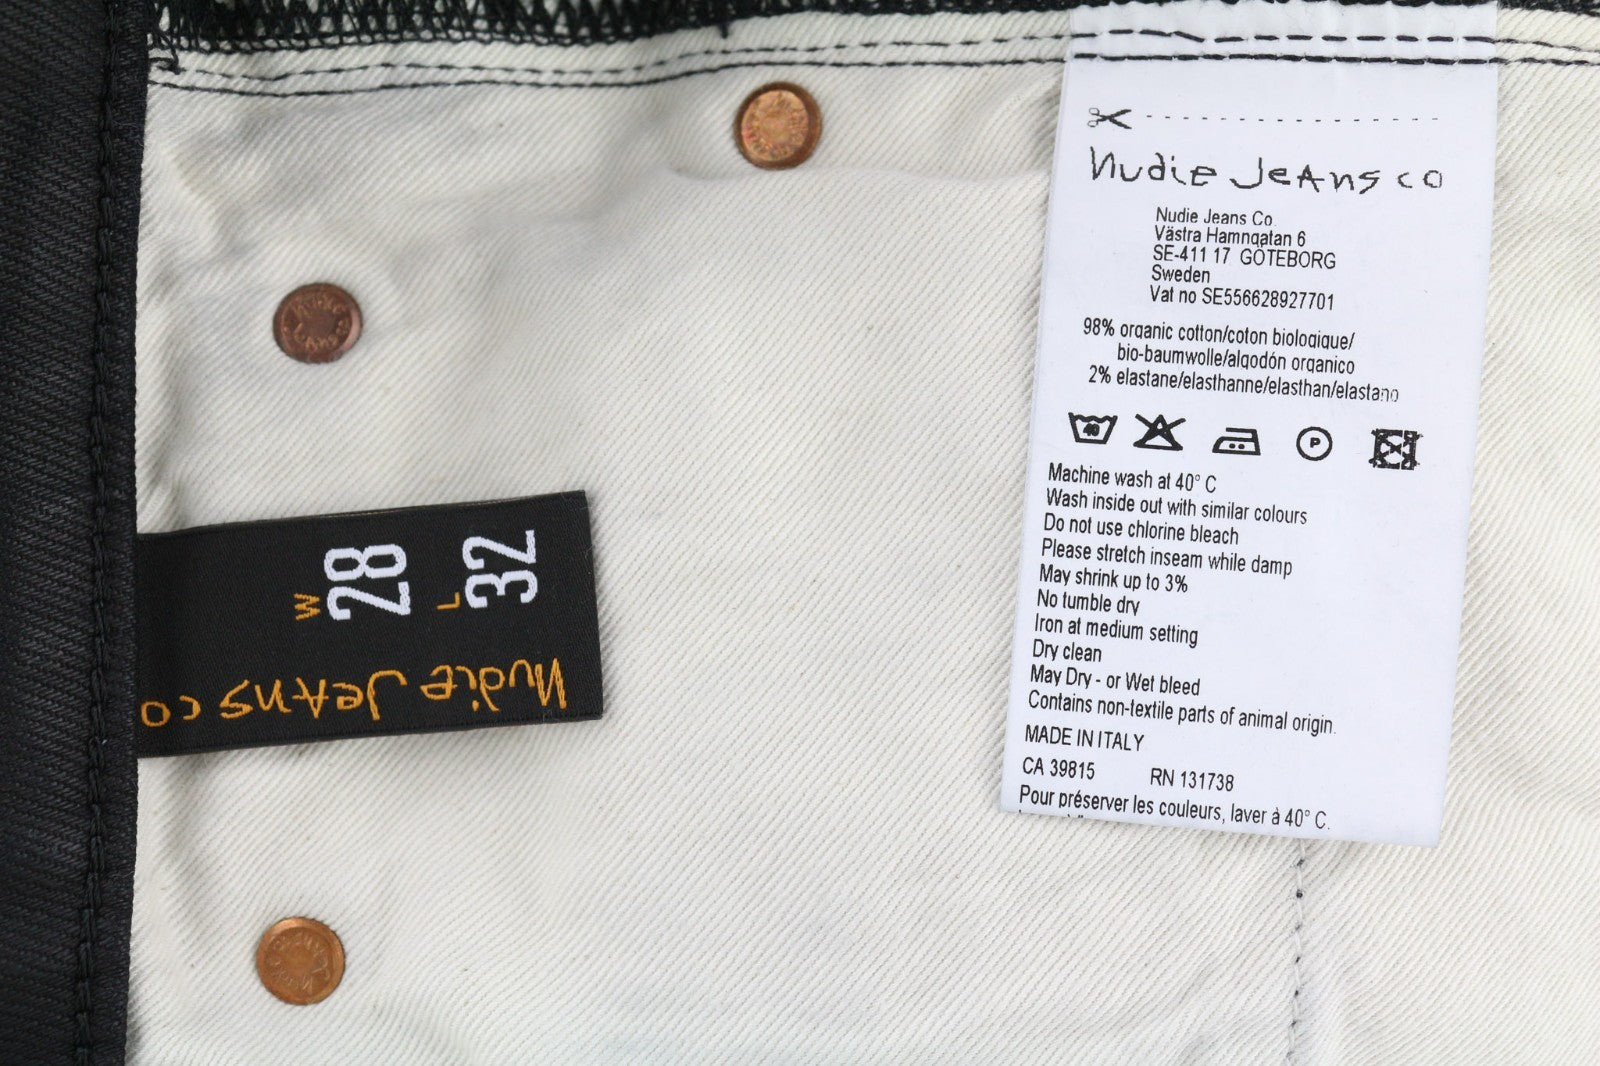 nudie Jeans co
Nudie Jeans Co.
Västra Hamngatan 6
SE-411 17 GÖTEBORG
Sweden
Vat no SE556628927701
98% organic cotton/coton biologique/
bio-baumwolle/algodón organico
2% elastane/elasthanne/elasthan/elastano
40
P
Machine wash at 40° C
Wash inside out with similar colours
Do not use chlorine bleach
Please stretch inseam while damp
May shrink up to 3%
No tumble dry
Iron at medium setting
Dry clean
May Dry - or Wet bleed
Contains non-textile parts of animal origin.
MADE IN ITALY
CA 39815 RN 131738
Pour préserver les couleurs, laver à 40° C.
W 28
L 32
nudie Jeans co